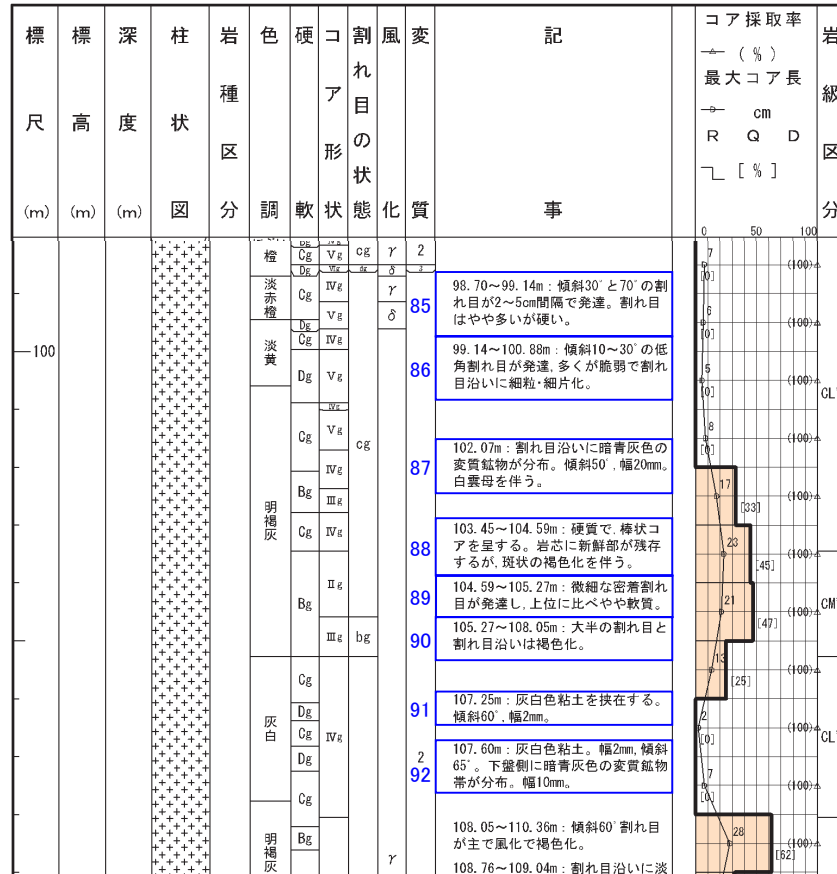 標尺(m)
標高(m)
深度(m)
柱状図
岩種区分
色調
硬軟
コア形状
割れ目の状態
風化
変質
記事
コア採取率
(%)
最大コア長
cm
R Q D
[%]
岩級区分
0 50 100
橙
Cg
Ⅴg
cg
γ
2
Dg
δ
淡赤橙
Cg
Ⅳg
γ
Ⅴg
δ
淡黄
Dg
Cg
Ⅳg
100
Dg
Ⅴg
明褐灰
Cg
Ⅴg
cg
Ⅳg
Bg
Ⅲg
Cg
Ⅳg
Bg
Ⅱg
Ⅲg
bg
灰白
Cg
Dg
Cg
Ⅳg
Dg
Cg
2
明褐灰
Bg
γ
85
98.70~99.14m:傾斜30°と70°の割
れ目が2~5cm間隔で発達。割れ目
はやや多いが硬い。
86
99.14~100.88m:傾斜10~30°の低
角割れ目が発達,多くが脆弱で割れ
目沿いに細粒・細片化。
87
102.07m:割れ目沿いに暗青灰色の
変質鉱物が分布。傾斜50°,幅20mm。
白雲母を伴う。
88
103.45~104.59m:硬質で,棒状コ
アを呈する。岩芯に新鮮部が残存
するが,斑状の褐色化を伴う。
89
104.59~105.27m:微細な密着割れ
目が発達し,上位に比べやや軟質。
90
105.27~108.05m:大半の割れ目と
割れ目沿いは褐色化。
91
107.25m:灰白色粘土を挟在する。
傾斜60°,幅2mm。
92
107.60m:灰白色粘土。幅2mm,傾斜
65°。下盤側に暗青灰色の変質鉱物
帯が分布。幅10mm。
108.05~110.36m:傾斜60°割れ目
が主で風化で褐色化。
108.76~109.04m:割れ目沿いに淡
7 (100)
[0]
6 (100)
[0]
5 (100)
[0]
8 (100)
[0]
17 (100)
[33]
23 (100)
[45]
21 (100)
[47]
13 (100)
[25]
2 (100)
[0]
7 (100)
[0]
28 (100)
[62]
CL
CM
CL